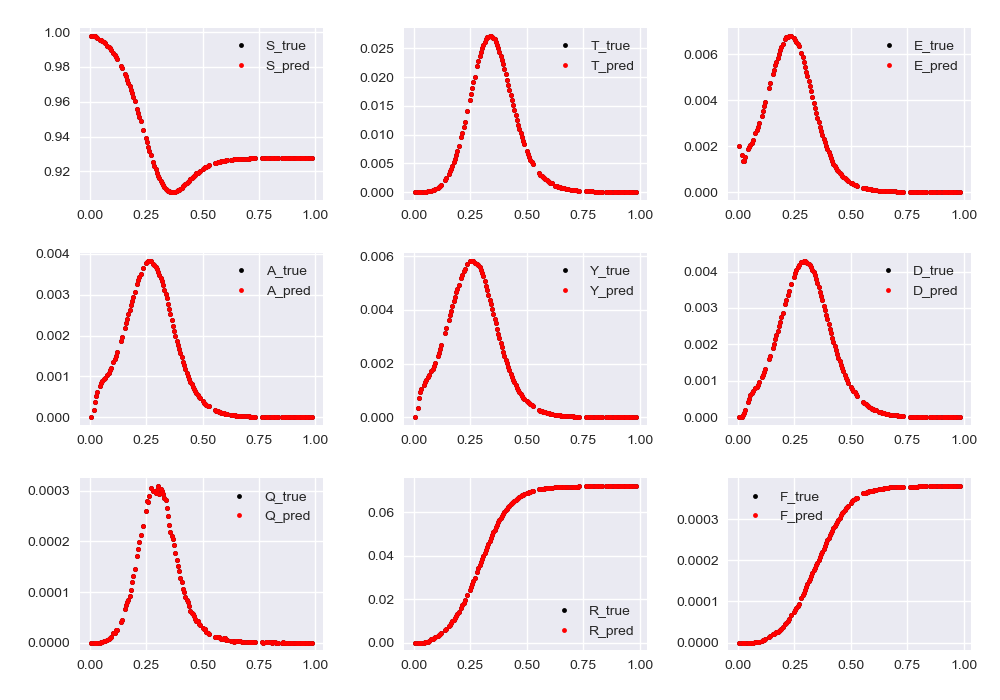 1.00
0.98
0.96
0.94
0.92
S_true
S_pred
0.00 0.25 0.50 0.75 1.00
0.025
0.020
0.015
0.010
0.005
0.000
T_true
T_pred
0.00 0.25 0.50 0.75 1.00
0.006
0.004
0.002
0.000
E_true
E_pred
0.00 0.25 0.50 0.75 1.00
0.004
0.003
0.002
0.001
0.000
A_true
A_pred
0.00 0.25 0.50 0.75 1.00
0.006
0.004
0.002
0.000
Y_true
Y_pred
0.00 0.25 0.50 0.75 1.00
0.004
0.003
0.002
0.001
0.000
D_true
D_pred
0.00 0.25 0.50 0.75 1.00
0.0003
0.0002
0.0001
0.0000
Q_true
Q_pred
0.00 0.25 0.50 0.75 1.00
0.06
0.04
0.02
0.00
R_true
R_pred
0.00 0.25 0.50 0.75 1.00
0.0003
0.0002
0.0001
0.0000
F_true
F_pred
0.00 0.25 0.50 0.75 1.00